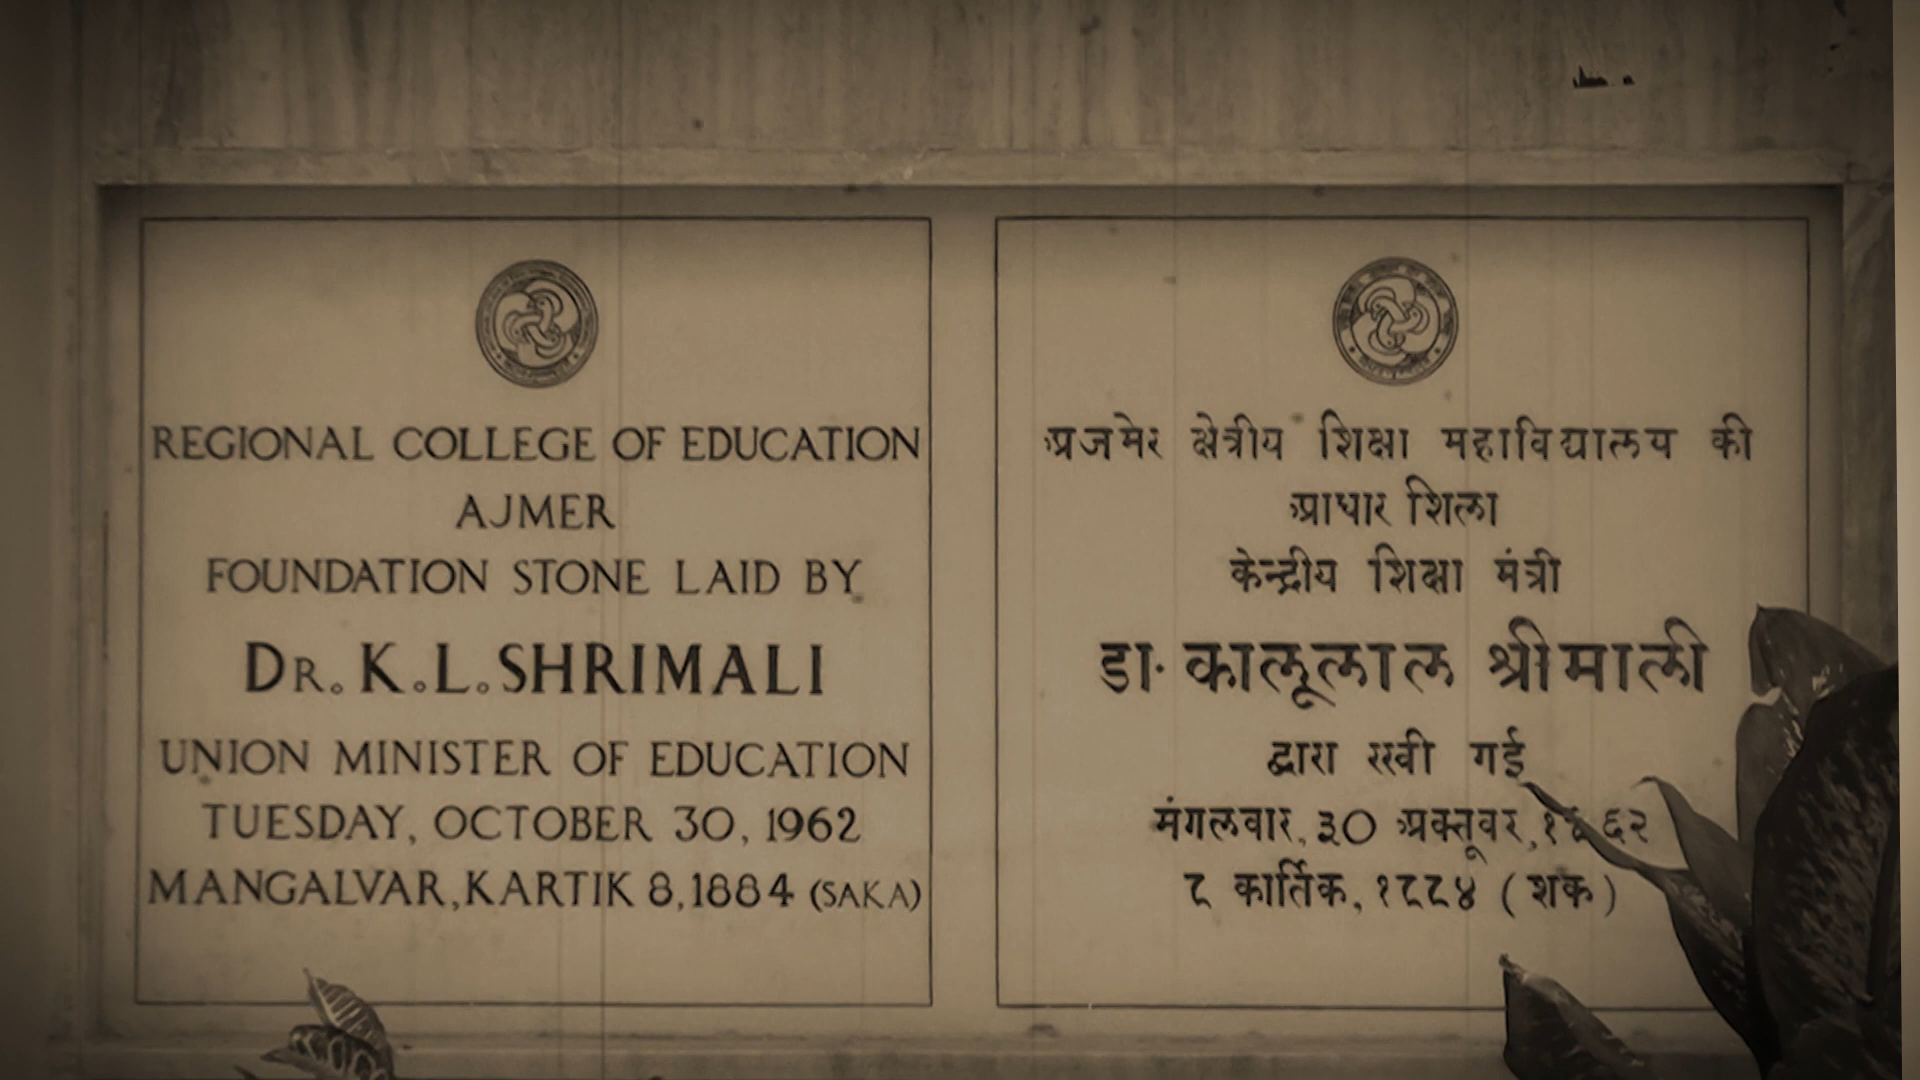 REGIONAL COLLEGE OF EDUCATION
AJMER
FOUNDATION STONE LAID BY
DR. K.L. SHRIMALI
UNION MINISTER OF EDUCATION
TUESDAY, OCTOBER 30, 1962
MANGALVAR, KARTIK 8, 1884 (SAKA)
अजमेर क्षेत्रीय शिक्षा महाविद्यालय की
आधार शिला
केन्द्रीय शिक्षा मंत्री
डा. कालूलाल श्रीमाली
द्वारा रखी गई
मंगलवार, ३० अक्तूबर, १९६२
८ कार्तिक, १८८४ (शक)